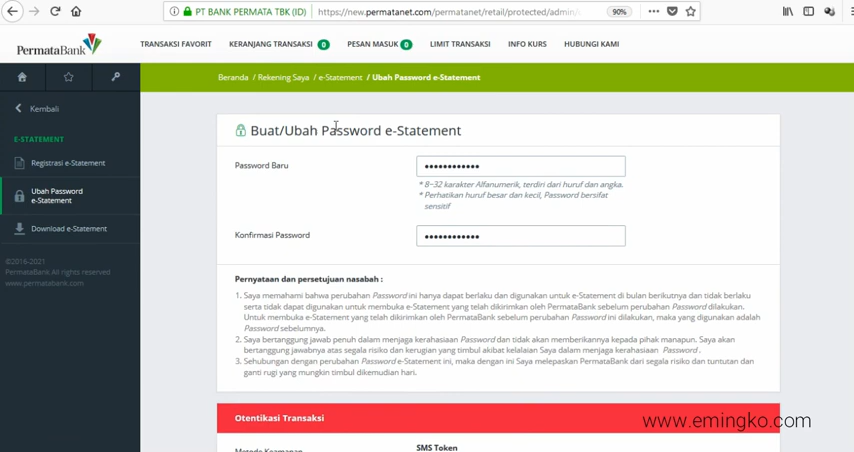 PT BANK PERMATA TBK (ID)
https://new.permatanet.com/permatanet/retail/protected/admin/
90%
PermataBank
TRANSAKSI FAVORIT
KERANJANG TRANSAKSI 0
PESAN MASUK 0
LIMIT TRANSAKSI
INFO KURS
HUBUNGI KAMI
Beranda / Rekening Saya / e-Statement / Ubah Password e-Statement
Kembali
E-STATEMENT
Registrasi e-Statement
Ubah Password
e-Statement
Download e-Statement
©2016-2021
PermataBank.All rights reserved
www.permatabank.com
Buat/Ubah Password e-Statement
Password Baru
••••••••••••
* 8-32 karakter Alfanumerik, terdiri dari huruf dan angka.
* Perhatikan huruf besar dan kecil, Password bersifat
sensitif
Konfirmasi Password
••••••••••••
Pernyataan dan persetujuan nasabah :
1. Saya memahami bahwa perubahan Password ini hanya dapat berlaku dan digunakan untuk e-Statement di bulan berikutnya dan tidak berlaku
serta tidak dapat digunakan untuk membuka e-Statement yang telah dikirimkan oleh PermataBank sebelum perubahan Password dilakukan.
Untuk membuka e-Statement yang telah dikirimkan oleh PermataBank sebelum perubahan Password ini dilakukan, maka yang digunakan adalah
Password sebelumnya.
2. Saya bertanggung jawab penuh dalam menjaga kerahasiaan Password dan tidak akan memberikannya kepada pihak manapun. Saya akan
bertanggung jawabnya atas segala risiko dan kerugian yang timbul akibat kelalaian Saya dalam menjaga kerahasiaan Password .
3. Sehubungan dengan perubahan Password e-Statement ini, maka dengan ini Saya melepaskan PermataBank dari segala risiko dan tuntutan dan
ganti rugi yang mungkin timbul dikemudian hari.
Otentikasi Transaksi
www.emingko.com
Metode Keamanan
SMS Token